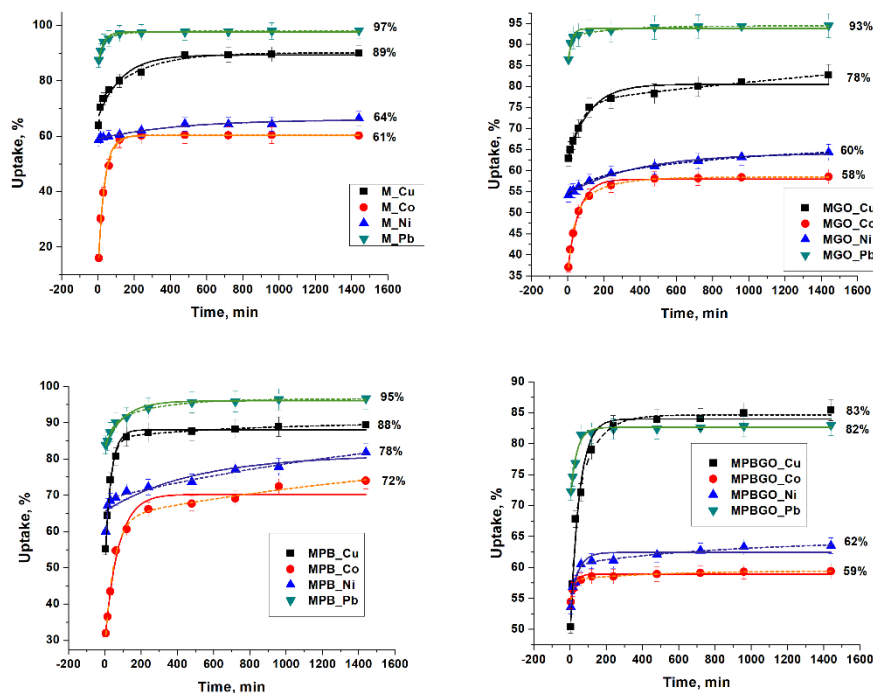 Uptake, %
100
80
60
40
20
97%
89%
64%
61%
M_Cu
M_Co
M_Ni
M_Pb
-200 0 200 400 600 800 1000 1200 1400 1600
Time, min
Uptake, %
95
90
85
80
75
70
65
60
55
50
45
40
35
93%
78%
60%
58%
MGO_Cu
MGO_Co
MGO_Ni
MGO_Pb
-200 0 200 400 600 800 1000 1200 1400 1600
Time, min
Uptake, %
100
90
80
70
60
50
40
30
95%
88%
78%
72%
MPB_Cu
MPB_Co
MPB_Ni
MPB_Pb
-200 0 200 400 600 800 1000 1200 1400 1600
Time, min
Uptake, %
90
85
80
75
70
65
60
55
50
83%
82%
62%
59%
MPBGO_Cu
MPBGO_Co
MPBGO_Ni
MPBGO_Pb
-200 0 200 400 600 800 1000 1200 1400 1600
Time, min